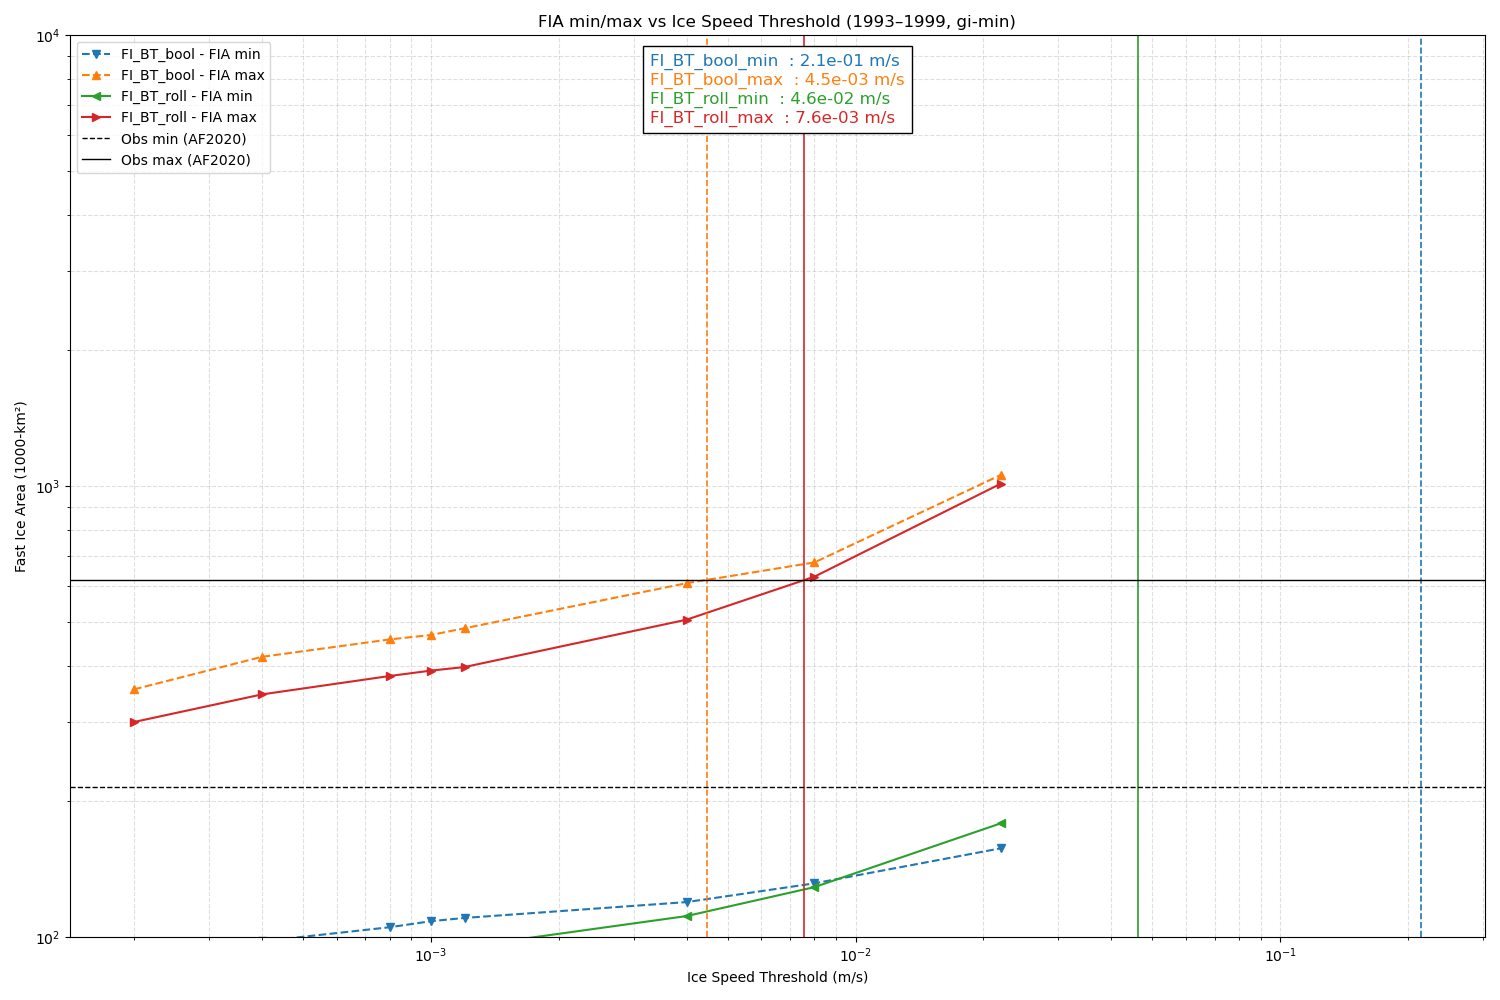 FIA min/max vs Ice Speed Threshold (1993–1999, gi-min)
FI_BT_bool - FIA min
FI_BT_bool - FIA max
FI_BT_roll - FIA min
FI_BT_roll - FIA max
Obs min (AF2020)
Obs max (AF2020)
FI_BT_bool_min : 2.1e-01 m/s
FI_BT_bool_max : 4.5e-03 m/s
FI_BT_roll_min : 4.6e-02 m/s
FI_BT_roll_max : 7.6e-03 m/s
Fast Ice Area (1000-km²)
10⁴
10³
10²
10⁻³ 10⁻² 10⁻¹
Ice Speed Threshold (m/s)